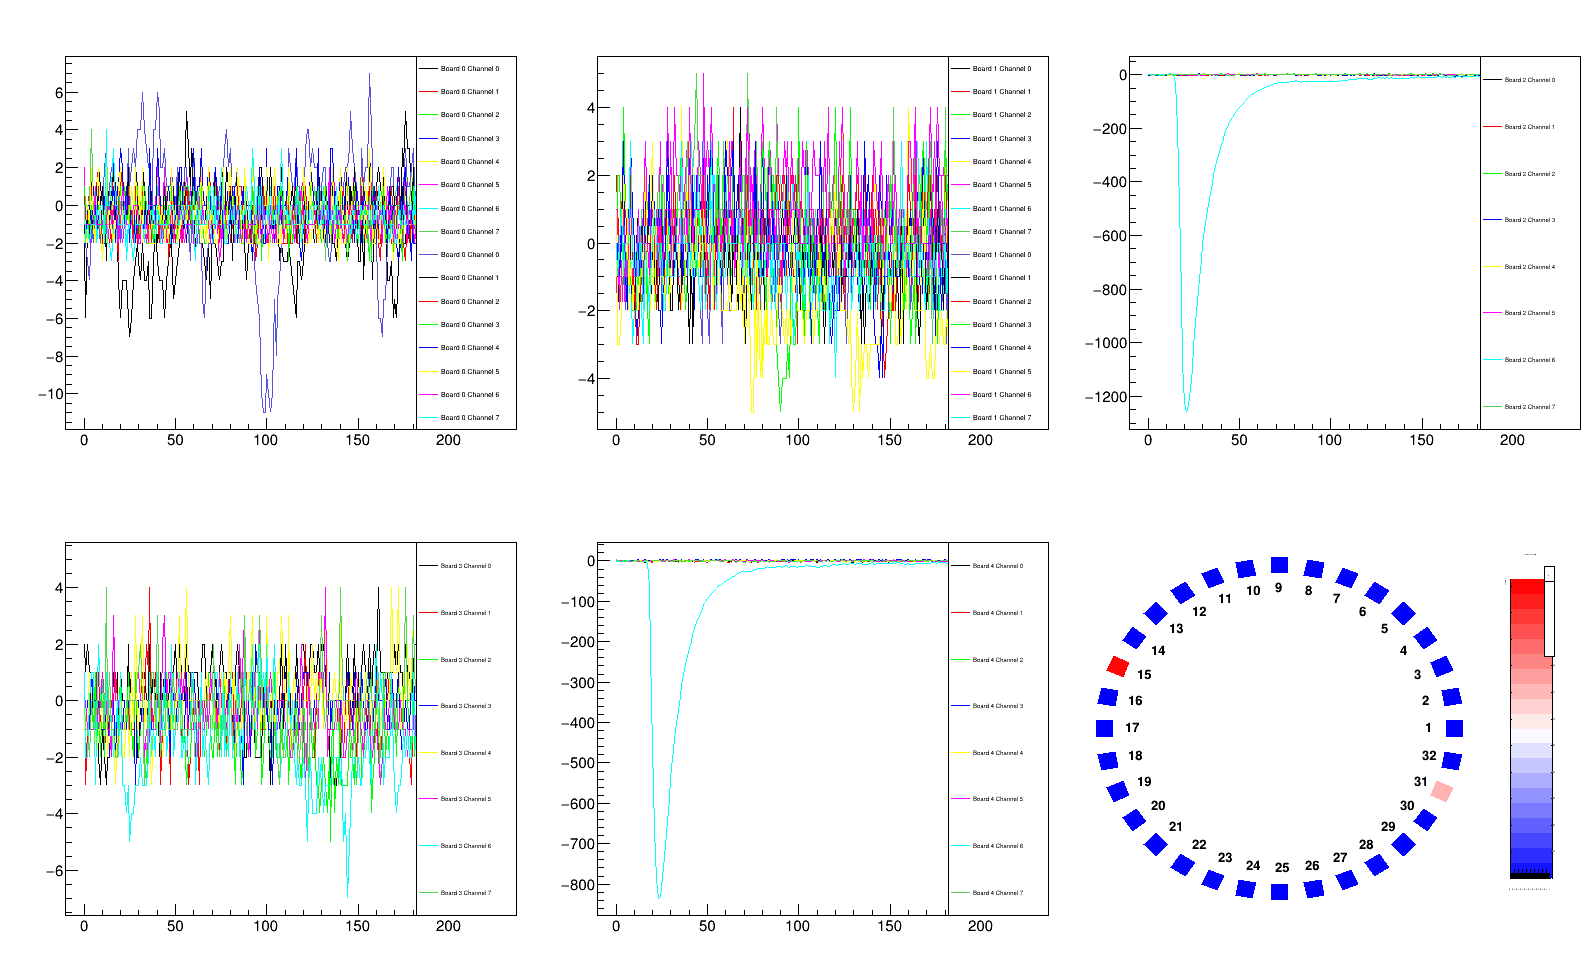 6
4
2
0
−2
−4
−6
−8
−10
0 50 100 150 200
Board 0 Channel 0
Board 0 Channel 1
Board 0 Channel 2
Board 0 Channel 3
Board 0 Channel 4
Board 0 Channel 5
Board 0 Channel 6
Board 0 Channel 7
Board 0 Channel 0
Board 0 Channel 1
Board 0 Channel 2
Board 0 Channel 3
Board 0 Channel 4
Board 0 Channel 5
Board 0 Channel 6
Board 0 Channel 7
4
2
0
−2
−4
0 50 100 150 200
Board 1 Channel 0
Board 1 Channel 1
Board 1 Channel 2
Board 1 Channel 3
Board 1 Channel 4
Board 1 Channel 5
Board 1 Channel 6
Board 1 Channel 7
Board 1 Channel 0
Board 1 Channel 1
Board 1 Channel 2
Board 1 Channel 3
Board 1 Channel 4
Board 1 Channel 5
Board 1 Channel 6
Board 1 Channel 7
0
−200
−400
−600
−800
−1000
−1200
0 50 100 150 200
Board 2 Channel 0
Board 2 Channel 1
Board 2 Channel 2
Board 2 Channel 3
Board 2 Channel 4
Board 2 Channel 5
Board 2 Channel 6
Board 2 Channel 7
4
2
0
−2
−4
−6
0 50 100 150 200
Board 3 Channel 0
Board 3 Channel 1
Board 3 Channel 2
Board 3 Channel 3
Board 3 Channel 4
Board 3 Channel 5
Board 3 Channel 6
Board 3 Channel 7
0
−100
−200
−300
−400
−500
−600
−700
−800
0 50 100 150 200
Board 4 Channel 0
Board 4 Channel 1
Board 4 Channel 2
Board 4 Channel 3
Board 4 Channel 4
Board 4 Channel 5
Board 4 Channel 6
Board 4 Channel 7
1
2
3
4
5
6
7
8
9
10
11
12
13
14
15
16
17
18
19
20
21
22
23
24
25
26
27
28
29
30
31
32